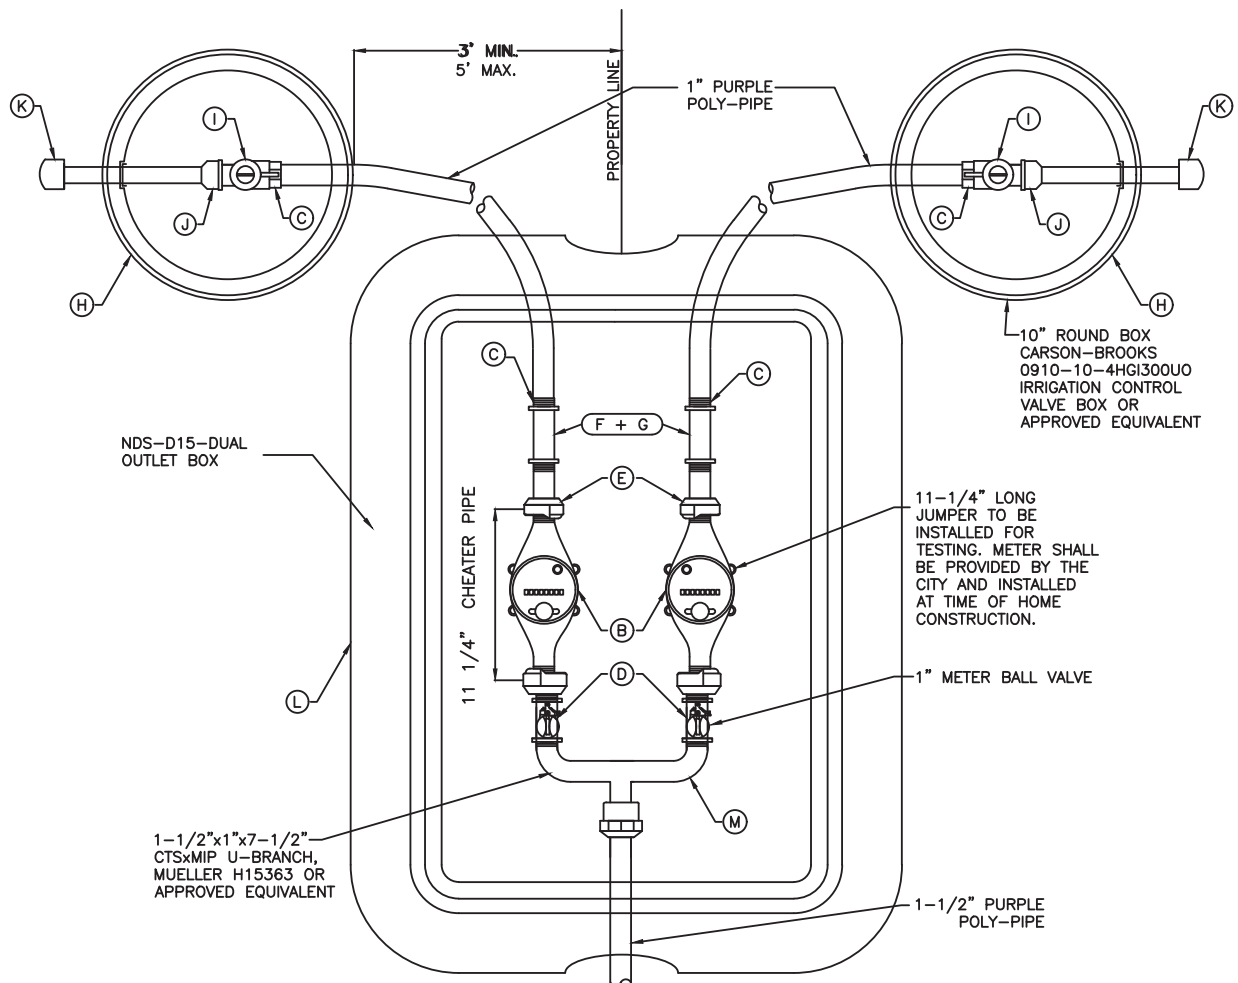 3' MIN.
5' MAX.
PROPERTY LINE
1" PURPLE
POLY-PIPE
K
I
J
C
H
K
I
C
J
H
10" ROUND BOX
CARSON-BROOKS
0910-10-4HGI300UO
IRRIGATION CONTROL
VALVE BOX OR
APPROVED EQUIVALENT
C
C
F + G
NDS-D15-DUAL
OUTLET BOX
E
11 1/4" CHEATER PIPE
11-1/4" LONG
JUMPER TO BE
INSTALLED FOR
TESTING. METER SHALL
BE PROVIDED BY THE
CITY AND INSTALLED
AT TIME OF HOME
CONSTRUCTION.
B
D
1" METER BALL VALVE
L
M
1-1/2"x1"x7-1/2"
CTSxMIP U-BRANCH,
MUELLER H15363 OR
APPROVED EQUIVALENT
1-1/2" PURPLE
POLY-PIPE